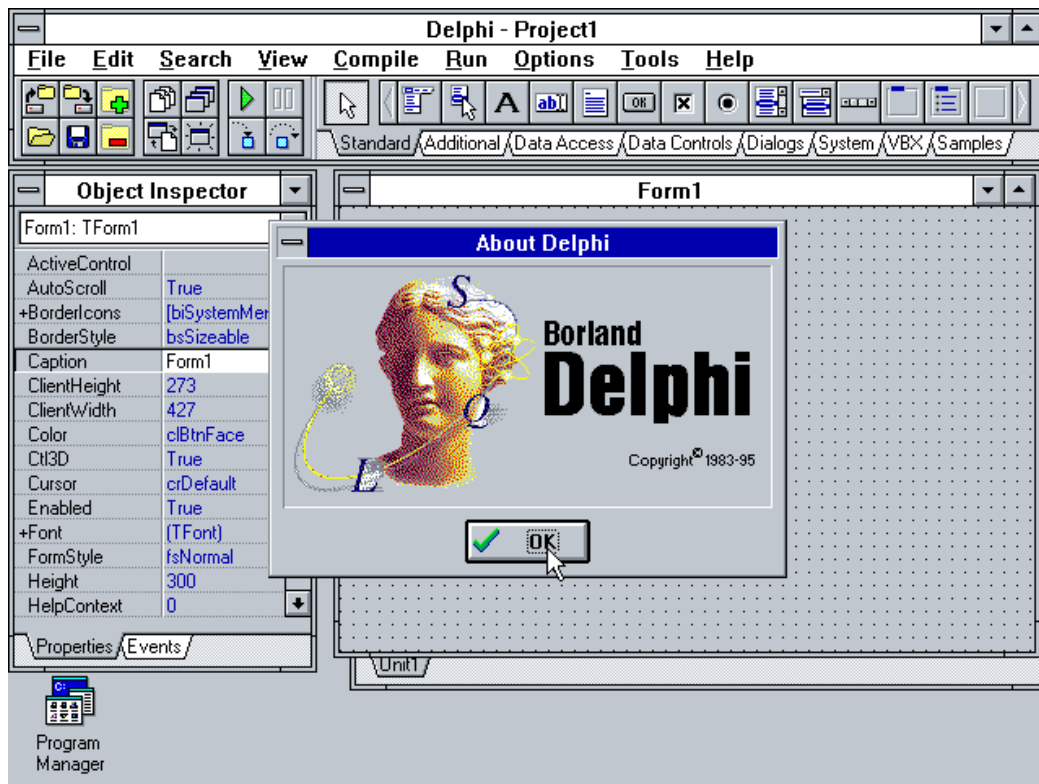 Delphi - Project1
File Edit Search View Compile Run Options Tools Help
A ab OK
Standard Additional Data Access Data Controls Dialogs System VBX Samples
Object Inspector
Form1: TForm1
ActiveControl
AutoScroll True
+BorderIcons [biSystemMer
BorderStyle bsSizeable
Caption Form1
ClientHeight 273
ClientWidth 427
Color clBtnFace
Ctl3D True
Cursor crDefault
Enabled True
+Font (TFont)
FormStyle fsNormal
Height 300
HelpContext 0
Properties Events
Form1
About Delphi
S
Q
L
Borland
Delphi
Copyright© 1983-95
OK
Unit1
C:
Program
Manager